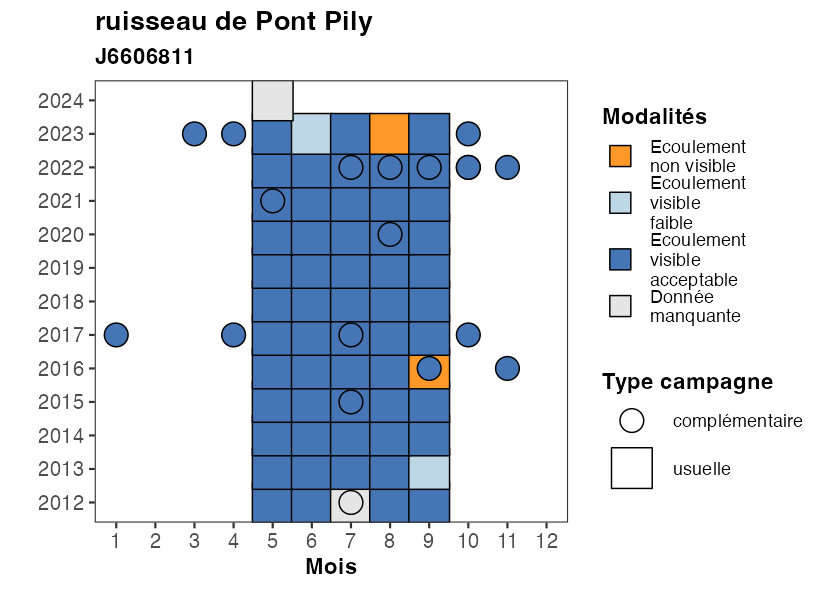 ruisseau de Pont Pily
J6606811
2024
2023
2022
2021
2020
2019
2018
2017
2016
2015
2014
2013
2012
1 2 3 4 5 6 7 8 9 10 11 12
Mois
Modalités
Ecoulement
non visible
Ecoulement
visible
faible
Ecoulement
visible
acceptable
Donnée
manquante
Type campagne
complémentaire
usuelle